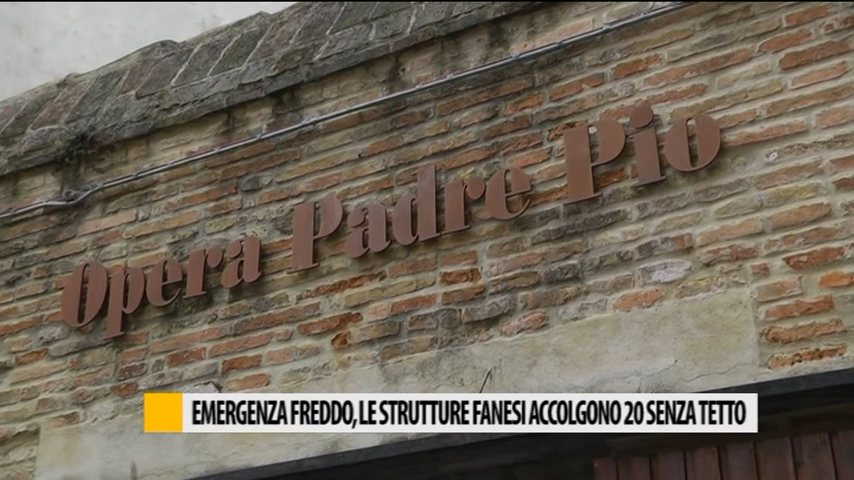 Opera Padre Pio
EMERGENZA FREDDO, LE STRUTTURE FANESI ACCOLGONO 20 SENZA TETTO